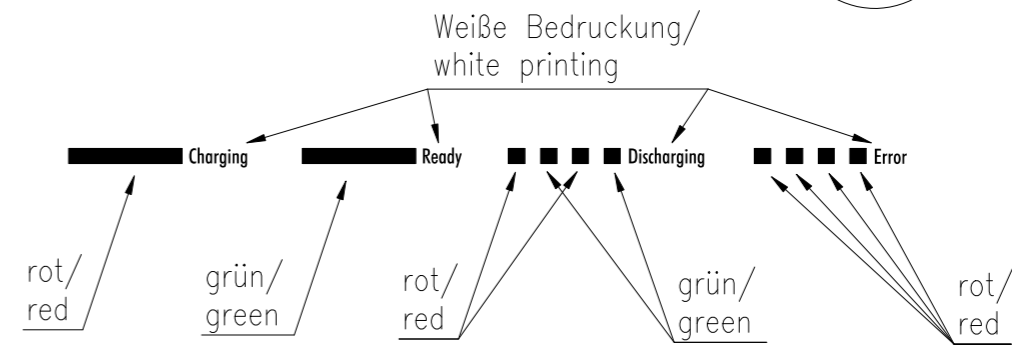 Weiße Bedruckung/
white printing
Charging
Ready
Discharging
Error
rot/
red
grün/
green
rot/
red
grün/
green
rot/
red